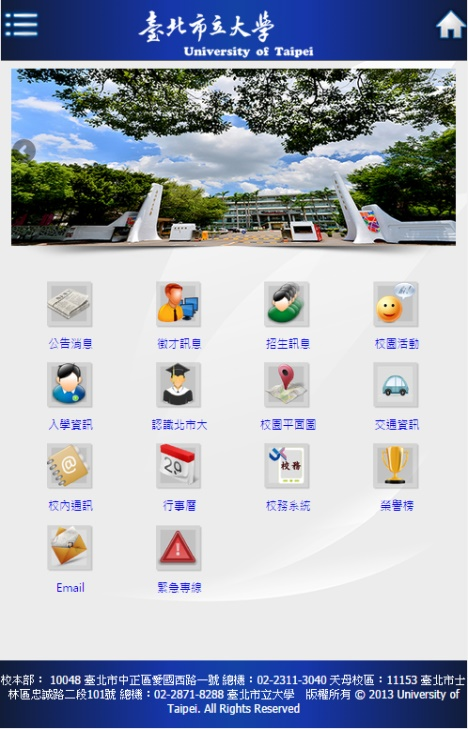 臺北市立大學
University of Taipei
公告消息
徵才訊息
招生訊息
校園活動
入學資訊
認識北市大
校園平面圖
交通資訊
校內通訊
29
行事曆
校務
校務系統
榮譽榜
Email
緊急專線
校本部： 10048 臺北市中正區愛國西路一號 總機：02-2311-3040 天母校區：11153 臺北市士
林區忠誠路二段101號 總機：02-2871-8288 臺北市立大學　版權所有 © 2013 University of
Taipei. All Rights Reserved